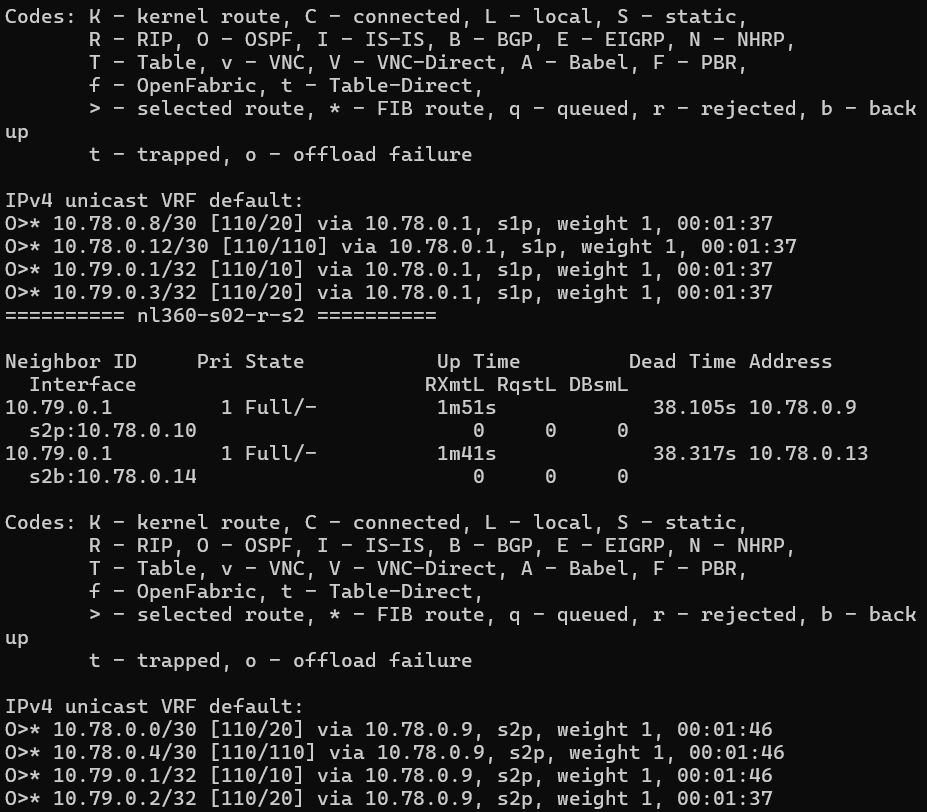 Codes: K - kernel route, C - connected, L - local, S - static,
       R - RIP, O - OSPF, I - IS-IS, B - BGP, E - EIGRP, N - NHRP,
       T - Table, v - VNC, V - VNC-Direct, A - Babel, F - PBR,
       f - OpenFabric, t - Table-Direct,
       > - selected route, * - FIB route, q - queued, r - rejected, b - back
up
       t - trapped, o - offload failure

IPv4 unicast VRF default:
O>* 10.78.0.8/30 [110/20] via 10.78.0.1, s1p, weight 1, 00:01:37
O>* 10.78.0.12/30 [110/110] via 10.78.0.1, s1p, weight 1, 00:01:37
O>* 10.79.0.1/32 [110/10] via 10.78.0.1, s1p, weight 1, 00:01:37
O>* 10.79.0.3/32 [110/20] via 10.78.0.1, s1p, weight 1, 00:01:37
========== nl360-s02-r-s2 ==========

Neighbor ID     Pri State           Up Time         Dead Time Address
  Interface                        RXmtL RqstL DBsmL
10.79.0.1         1 Full/-          1m51s             38.105s 10.78.0.9
  s2p:10.78.0.10                       0     0     0
10.79.0.1         1 Full/-          1m41s             38.317s 10.78.0.13
  s2b:10.78.0.14                       0     0     0

Codes: K - kernel route, C - connected, L - local, S - static,
       R - RIP, O - OSPF, I - IS-IS, B - BGP, E - EIGRP, N - NHRP,
       T - Table, v - VNC, V - VNC-Direct, A - Babel, F - PBR,
       f - OpenFabric, t - Table-Direct,
       > - selected route, * - FIB route, q - queued, r - rejected, b - back
up
       t - trapped, o - offload failure

IPv4 unicast VRF default:
O>* 10.78.0.0/30 [110/20] via 10.78.0.9, s2p, weight 1, 00:01:46
O>* 10.78.0.4/30 [110/110] via 10.78.0.9, s2p, weight 1, 00:01:46
O>* 10.79.0.1/32 [110/10] via 10.78.0.9, s2p, weight 1, 00:01:46
O>* 10.79.0.2/32 [110/20] via 10.78.0.9, s2p, weight 1, 00:01:37